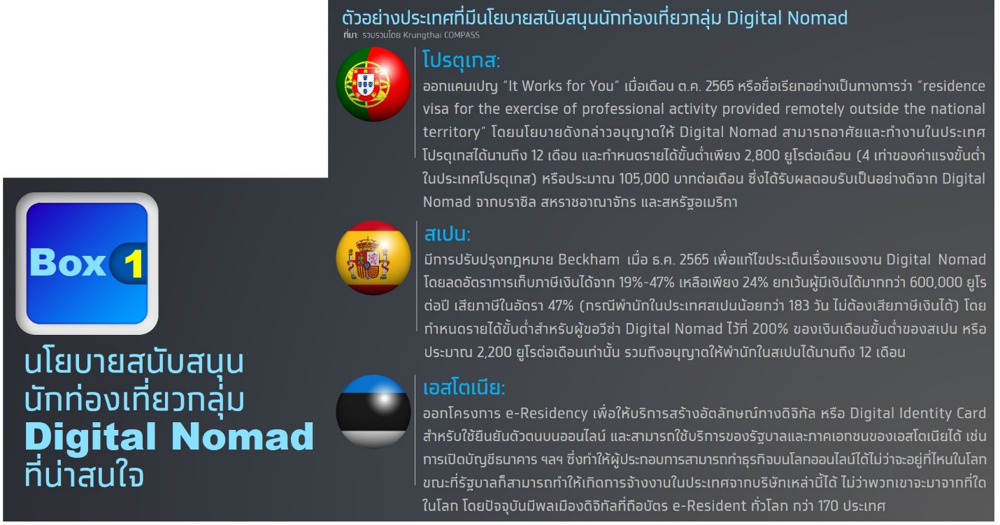 ตัวอย่างประเทศที่มีนโยบายสนับสนุนนักท่องเที่ยวกลุ่ม Digital Nomad
ที่มา: รวบรวมโดย Krungthai COMPASS
โปรตุเกส:
ออกแคมเปญ “It Works for You” เมื่อเดือน ต.ค. 2565 หรือชื่อเรียกอย่างเป็นทางการว่า “residence
visa for the exercise of professional activity provided remotely outside the national
territory” โดยนโยบายดังกล่าวอนุญาตให้ Digital Nomad สามารถอาศัยและทำงานในประเทศ
โปรตุเกสได้นานถึง 12 เดือน และกำหนดรายได้ขั้นต่ำเพียง 2,800 ยูโรต่อเดือน (4 เท่าของค่าแรงขั้นต่ำ
ในประเทศโปรตุเกส) หรือประมาณ 105,000 บาทต่อเดือน ซึ่งได้รับผลตอบรับเป็นอย่างดีจาก Digital
Nomad จากบราซิล สหราชอาณาจักร และสหรัฐอเมริกา
สเปน:
มีการปรับปรุงกฎหมาย Beckham เมื่อ ธ.ค. 2565 เพื่อแก้ไขประเด็นเรื่องแรงงาน Digital Nomad
โดยลดอัตราการเก็บภาษีเงินได้จาก 19%-47% เหลือเพียง 24% ยกเว้นผู้มีเงินได้มากกว่า 600,000 ยูโร
ต่อปี เสียภาษีในอัตรา 47% (กรณีพำนักในประเทศสเปนน้อยกว่า 183 วัน ไม่ต้องเสียภาษีเงินได้) โดย
กำหนดรายได้ขั้นต่ำสำหรับผู้ขอวีซ่า Digital Nomad ไว้ที่ 200% ของเงินเดือนขั้นต่ำของสเปน หรือ
ประมาณ 2,200 ยูโรต่อเดือนเท่านั้น รวมถึงอนุญาตให้พำนักในสเปนได้นานถึง 12 เดือน
เอสโตเนีย:
ออกโครงการ e-Residency เพื่อให้บริการสร้างอัตลักษณ์ทางดิจิทัล หรือ Digital Identity Card
สำหรับใช้ยืนยันตัวตนบนออนไลน์ และสามารถใช้บริการของรัฐบาลและภาคเอกชนของเอสโตเนียได้ เช่น
การเปิดบัญชีธนาคาร ฯลฯ ซึ่งทำให้ผู้ประกอบการสามารถทำธุรกิจบนโลกออนไลน์ได้ไม่ว่าจะอยู่ที่ไหนในโลก
ขณะที่รัฐบาลก็สามารถทำให้เกิดการจ้างงานในประเทศจากบริษัทเหล่านี้ได้ ไม่ว่าพวกเขาจะมาจากที่ใด
ในโลก โดยปัจจุบันมีพลเมืองดิจิทัลที่ถือบัตร e-Resident ทั่วโลก กว่า 170 ประเทศ
Box 1
นโยบายสนับสนุน
นักท่องเที่ยวกลุ่ม
Digital Nomad
ที่น่าสนใจ